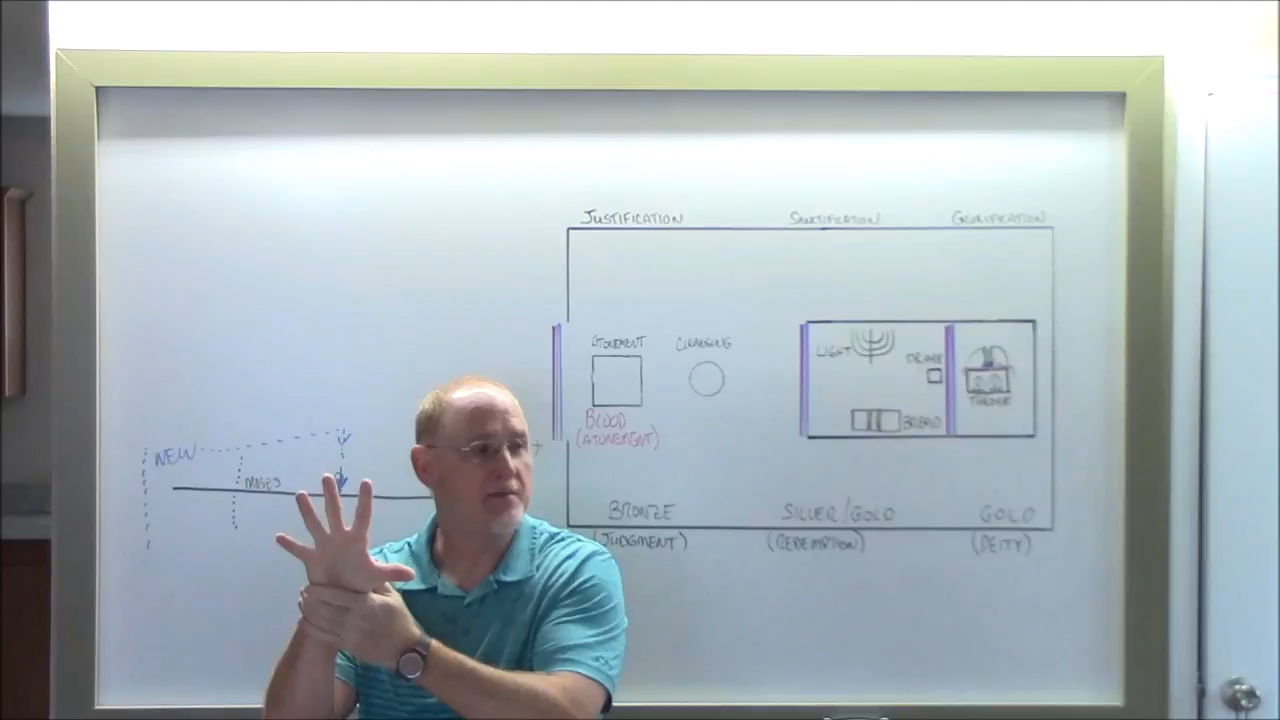 JUSTIFICATION
SANCTIFICATION
GLORIFICATION
ATONEMENT
CLEANSING
LIGHT
BREAD
THRONE
BLOOD
(ATONEMENT)
NEW
MOSES
BRONZE
SILVER/GOLD
GOLD
(JUDGMENT)
(REDEMPTION)
(DEITY)